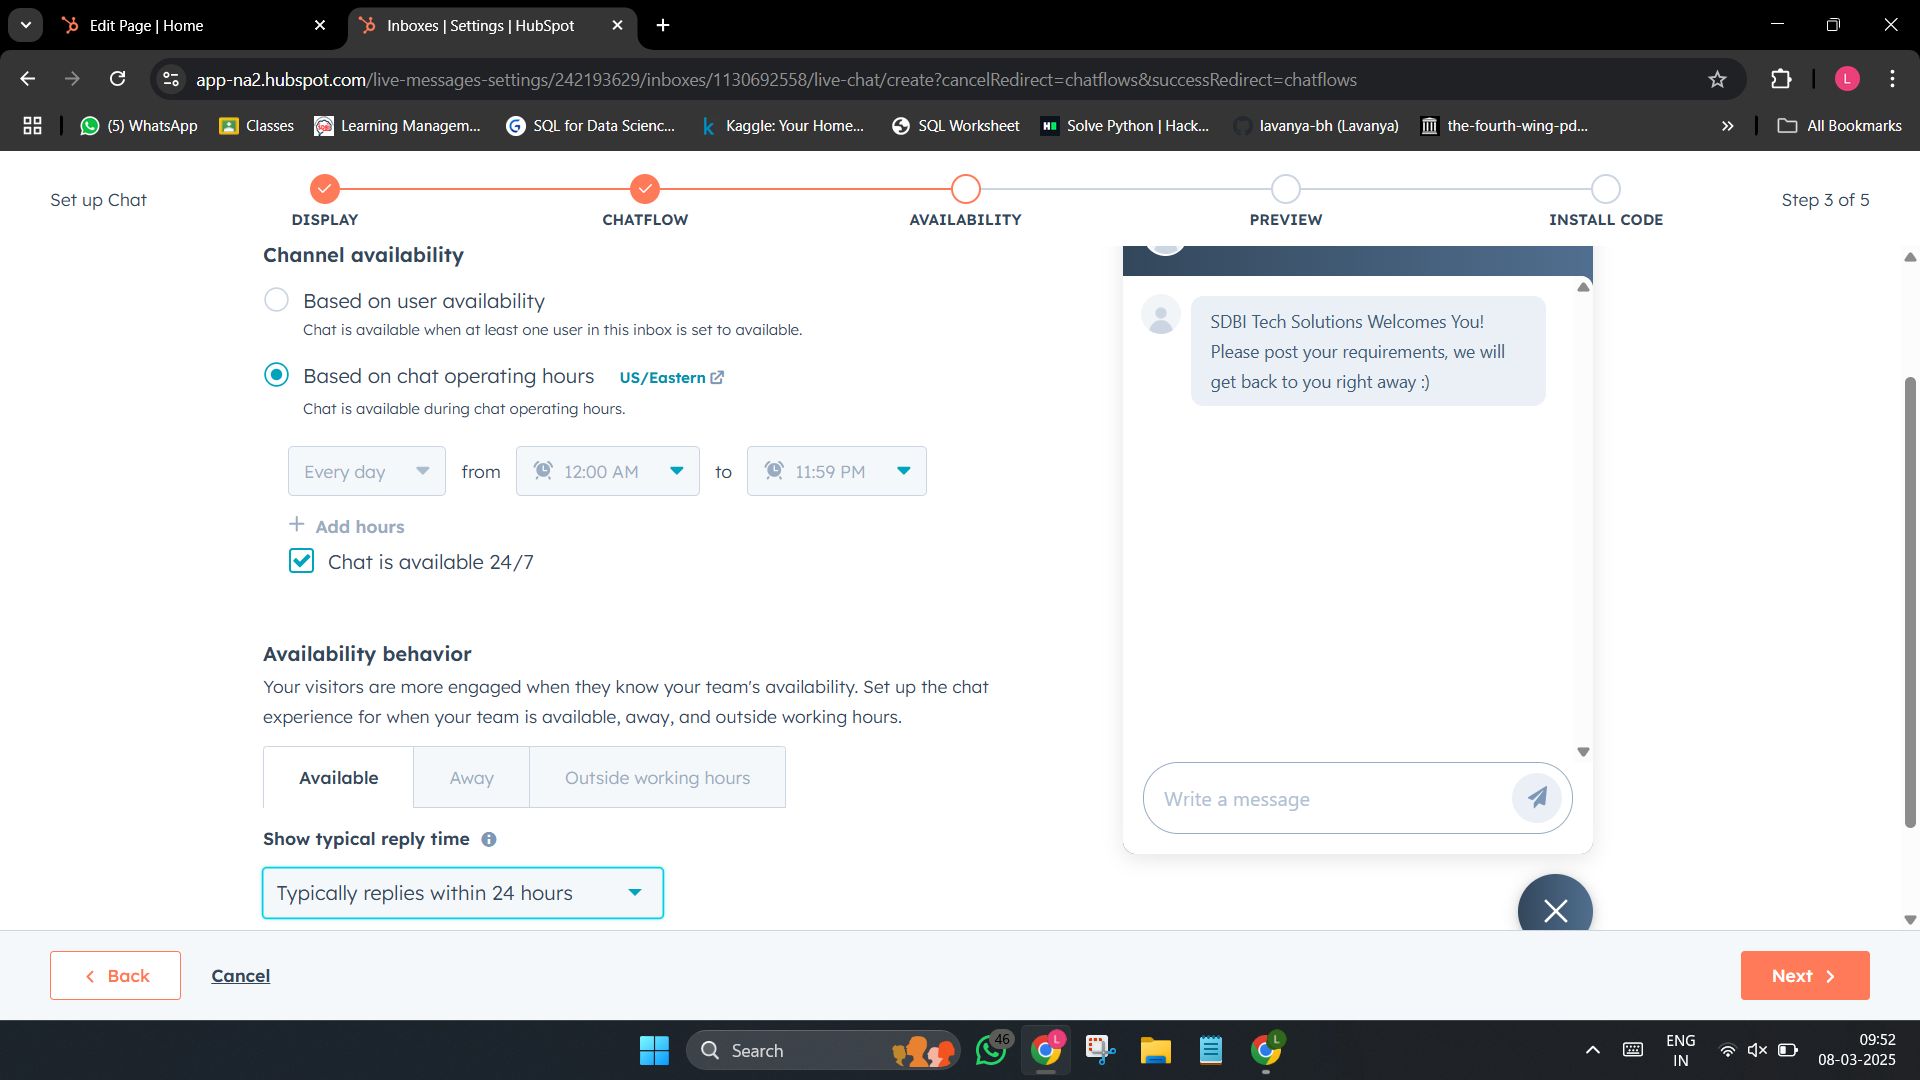 Edit Page | Home
Inboxes | Settings | HubSpot
app-na2.hubspot.com/live-messages-settings/242193629/inboxes/1130692558/live-chat/create?cancelRedirect=chatflows&successRedirect=chatflows
L
(5) WhatsApp
Classes
Learning Managem...
SQL for Data Scienc...
Kaggle: Your Home...
SQL Worksheet
Solve Python | Hack...
lavanya-bh (Lavanya)
the-fourth-wing-pd...
All Bookmarks
Set up Chat
DISPLAY
CHATFLOW
AVAILABILITY
PREVIEW
INSTALL CODE
Step 3 of 5
Channel availability
Based on user availability
Chat is available when at least one user in this inbox is set to available.
Based on chat operating hours US/Eastern
Chat is available during chat operating hours.
Every day from 12:00 AM to 11:59 PM
+ Add hours
Chat is available 24/7
Availability behavior
Your visitors are more engaged when they know your team's availability. Set up the chat
experience for when your team is available, away, and outside working hours.
Available
Away
Outside working hours
Show typical reply time
Typically replies within 24 hours
SDBI Tech Solutions Welcomes You!
Please post your requirements, we will
get back to you right away :)
Write a message
Back
Cancel
Next
Search
46
L
L
ENG
IN
09:52
08-03-2025